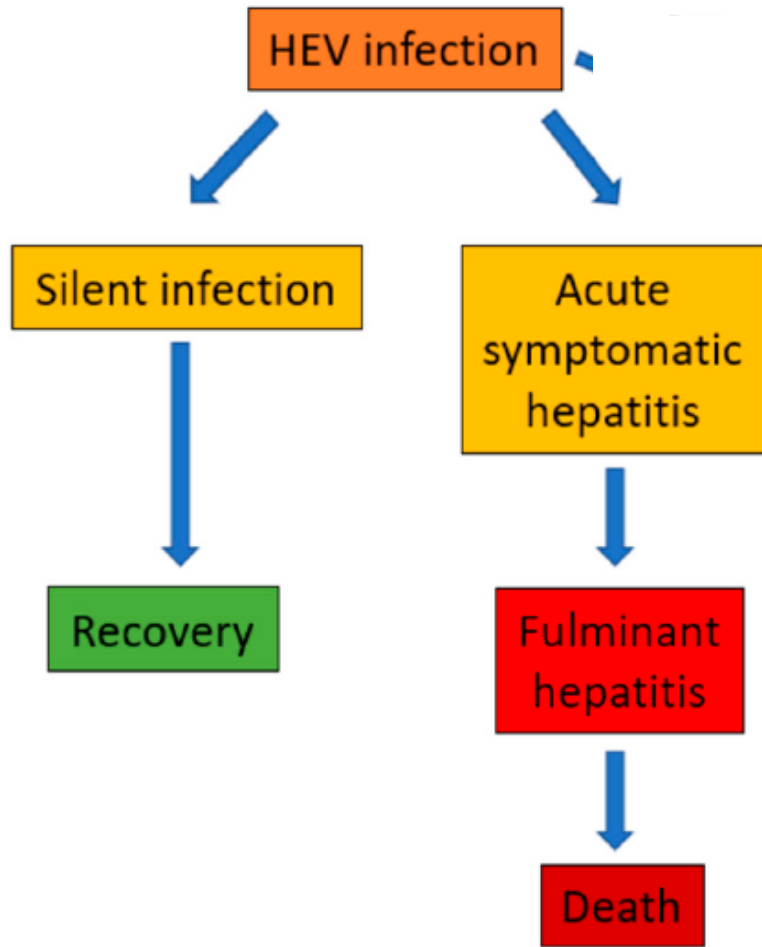 HEV infection
Silent infection
Acute
symptomatic
hepatitis
Recovery
Fulminant
hepatitis
Death